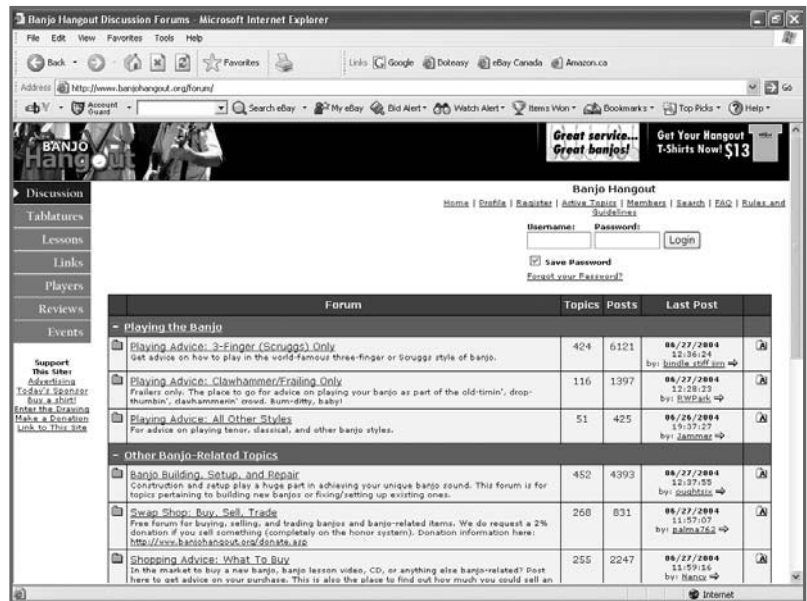 Banjo Hangout Discussion Forums - Microsoft Internet Explorer
File Edit View Favorites Tools Help
Back Favorites Links Google Doteasy eBay Canada Amazon.ca
Address http://www.banjohangout.org/forum/ Go
ebY Account Guard Search eBay My eBay Bid Alert Watch Alert Items Won Bookmarks Top Picks Help
BANJO
Hangout
Great service...
Great banjos!
Get Your Hangout
T-Shirts Now! $13
Discussion
Tablatures
Lessons
Links
Players
Reviews
Events
Support
This Site:
Advertising
Today's Sponsor
Buy a shirt!
Enter the Drawing
Make a Donation
Link to This Site
Banjo Hangout
Home | Profile | Register | Active Topics | Members | Search | FAQ | Rules and
Guidelines
Username: Password:
Login
Save Password
Forgot your Password?
Forum Topics Posts Last Post
- Playing the Banjo
Playing Advice: 3-Finger (Scruggs) Only 424 6121 06/27/2004
Get advice on how to play in the world-famous three-finger or Scruggs style of banjo. 12:36:24
by: bindle stiff jim
Playing Advice: Clawhammer/Frailing Only 116 1397 06/27/2004
Frailers only. The place to go for advice on playing your banjo as part of the old-timin', drop- 12:28:23
thumbin', clawhammerin' crowd. Bum-ditty, baby! by: RWPark
Playing Advice: All Other Styles 51 425 06/26/2004
For advice on playing tenor, classical, and other banjo styles. 19:37:27
by: Jammer
- Other Banjo-Related Topics
Banjo Building, Setup, and Repair 452 4393 06/27/2004
Construction and setup play a huge part in achieving your unique banjo sound. This forum is for 12:37:55
topics pertaining to building new banjos or fixing/setting up existing ones. by: oughtsix
Swap Shop: Buy, Sell, Trade 268 831 06/27/2004
Free forum for buying, selling, and trading banjos and banjo-related items. We do request a 2% 11:57:07
donation if you sell something (completely on the honor system). Donation information here: by: palma762
http://www.banjohangout.org/donate.asp
Shopping Advice: What To Buy 255 2247 06/27/2004
In the market to buy a new banjo, banjo lesson video, CD, or anything else banjo-related? Post 11:59:16
here to get advice on your purchase. This is also the place to find out how much you could sell an by: Nancy
Internet